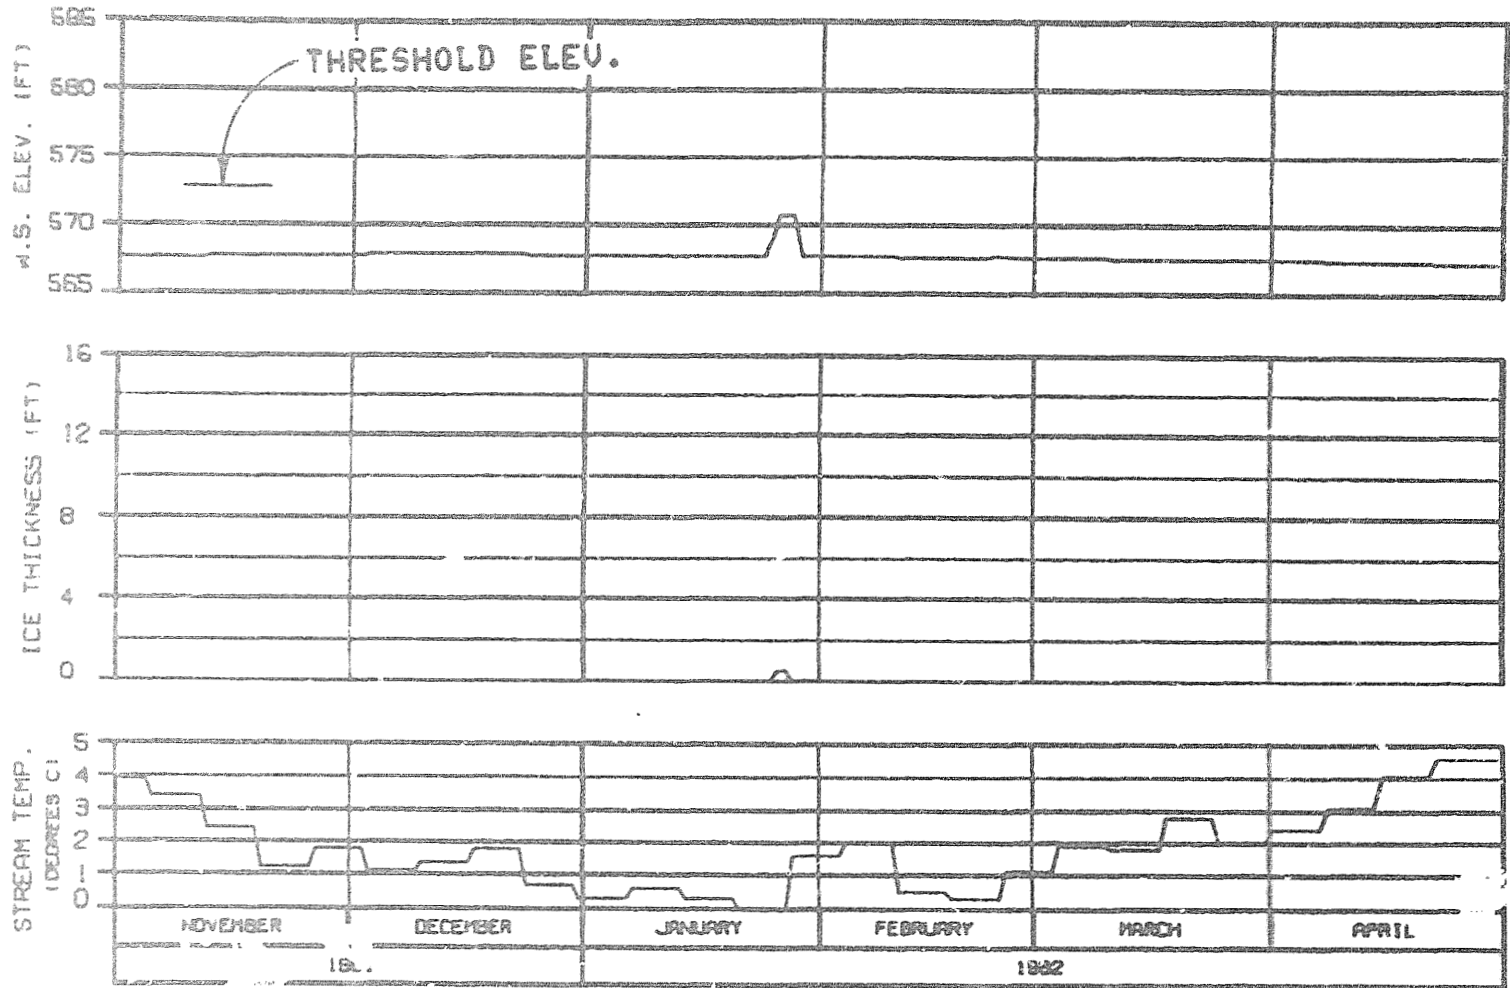 585
THRESHOLD ELEV.
580
575
570
565
W.S. ELEV. (FT)
16
12
8
4
0
ICE THICKNESS (FT)
5
4
3
2
1
0
STREAM TEMP.
(DEGREES C)
NOVEMBER DECEMBER JANUARY FEBRUARY MARCH APRIL
1982